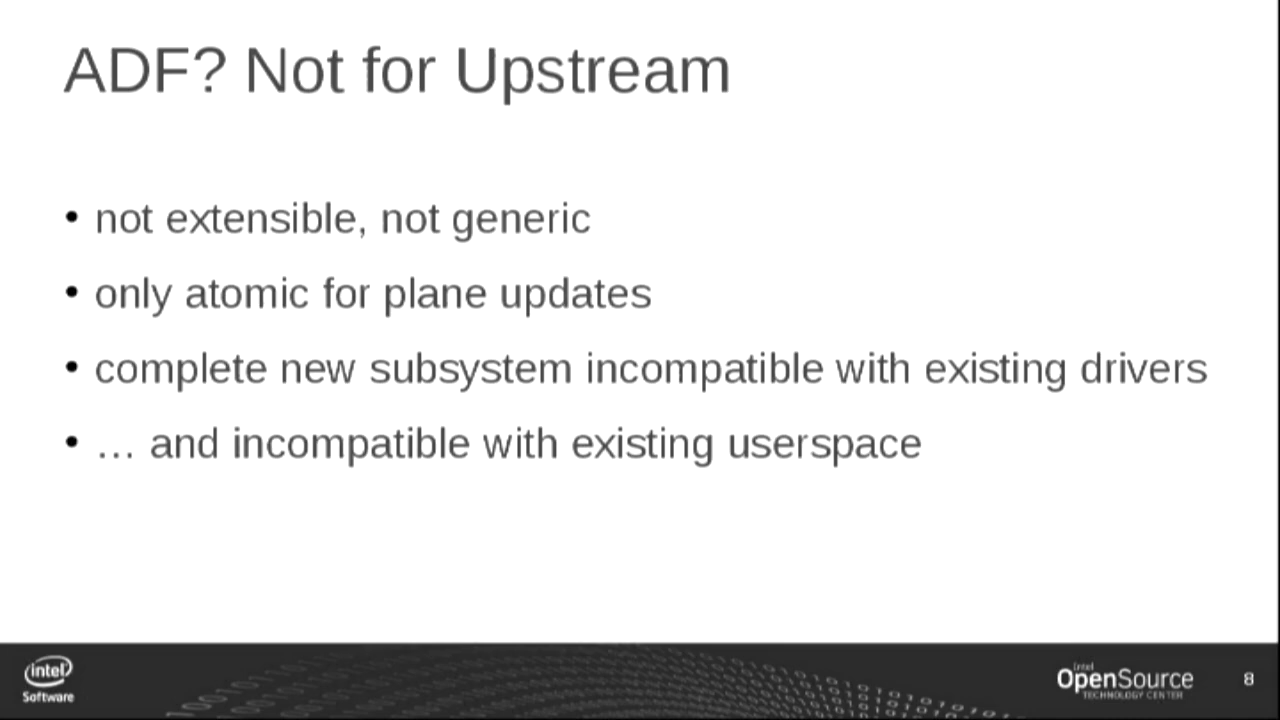 ADF? Not for Upstream
• not extensible, not generic
• only atomic for plane updates
• complete new subsystem incompatible with existing drivers
• … and incompatible with existing userspace
intel
Software
intel
OpenSource
TECHNOLOGY CENTER
8